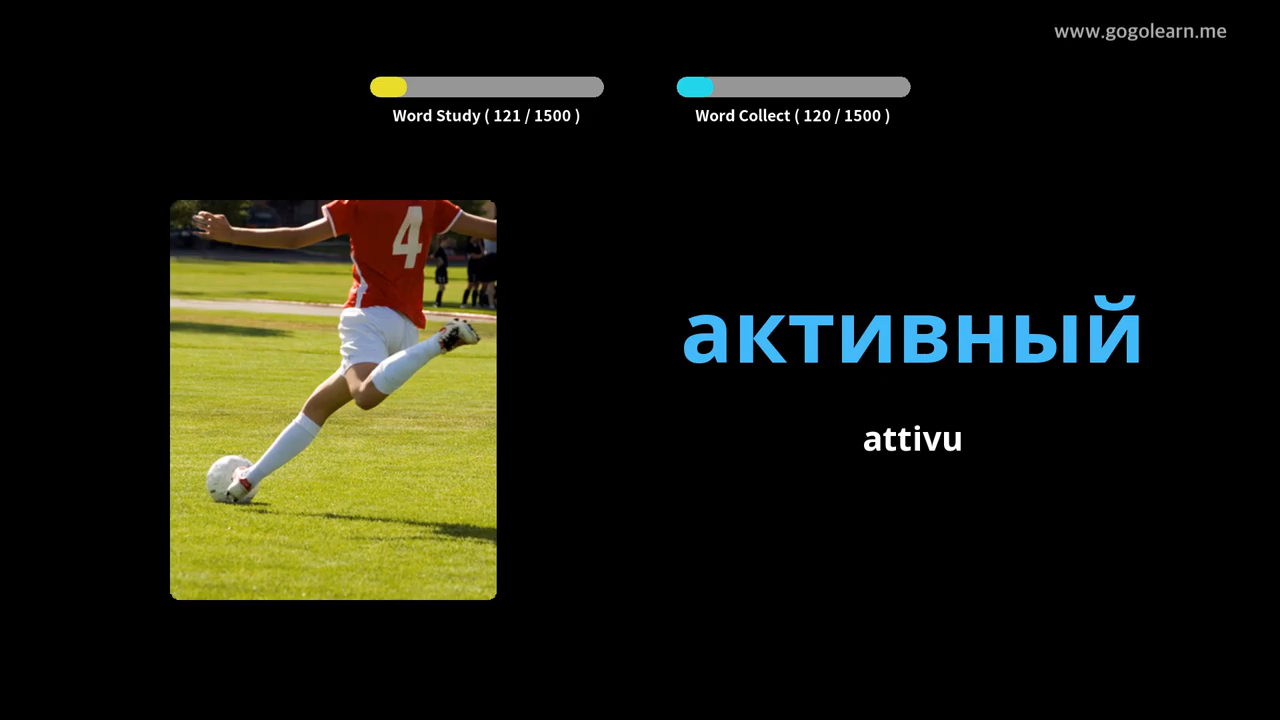 www.gogolearn.me
Word Study ( 121 / 1500 )
Word Collect ( 120 / 1500 )
4
активный
attivu